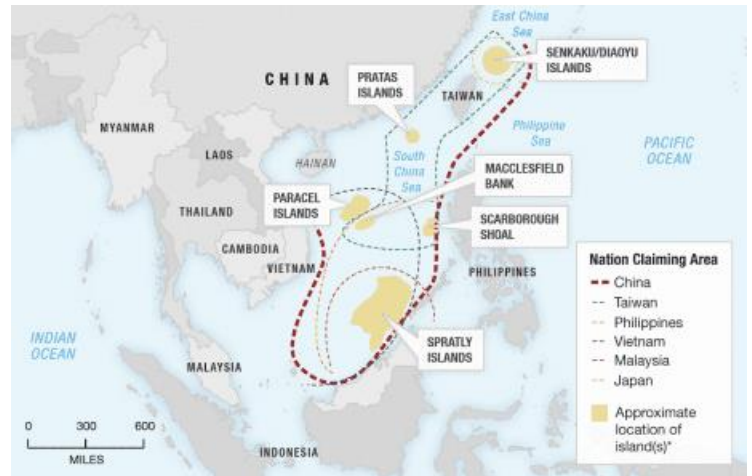 East China
Sea
SENKAKU/DIAOYU
ISLANDS
CHINA
PRATAS
ISLANDS
TAIWAN
MYANMAR
Philippine
Sea
PACIFIC
OCEAN
LAOS
HAINAN
South
China
Sea
MACCLESFIELD
BANK
PARACEL
ISLANDS
THAILAND
SCARBOROUGH
SHOAL
CAMBODIA
VIETNAM
PHILIPPINES
Nation Claiming Area
China
Taiwan
Philippines
Vietnam
Malaysia
Japan
Approximate
location of
island(s)*
INDIAN
OCEAN
SPRATLY
ISLANDS
MALAYSIA
0 300 600
MILES
INDONESIA